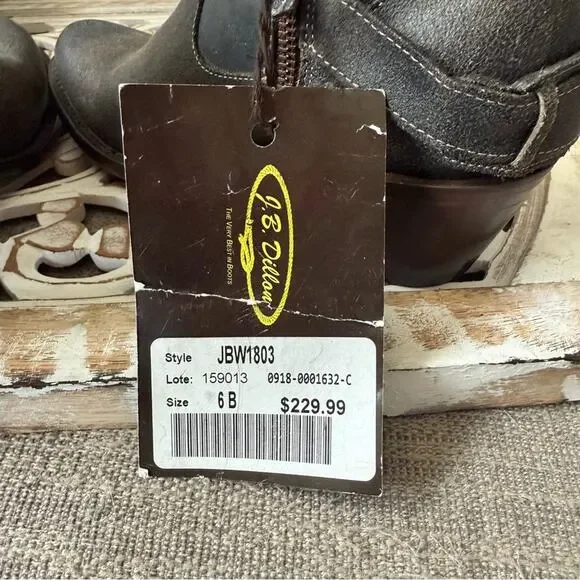 J.B. Dillon
THE VERY BEST IN BOOTS
Style JBW1803
Lote: 159013 0918-0001632-C
Size 6 B $229.99